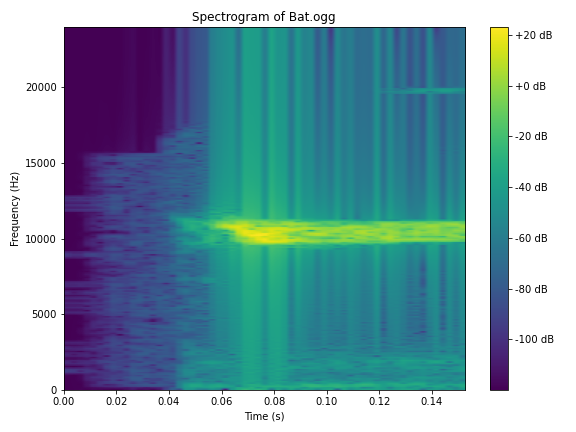 Spectrogram of Bat.ogg
Frequency (Hz)
20000
15000
10000
5000
0
0.00 0.02 0.04 0.06 0.08 0.10 0.12 0.14
Time (s)
+20 dB
+0 dB
-20 dB
-40 dB
-60 dB
-80 dB
-100 dB